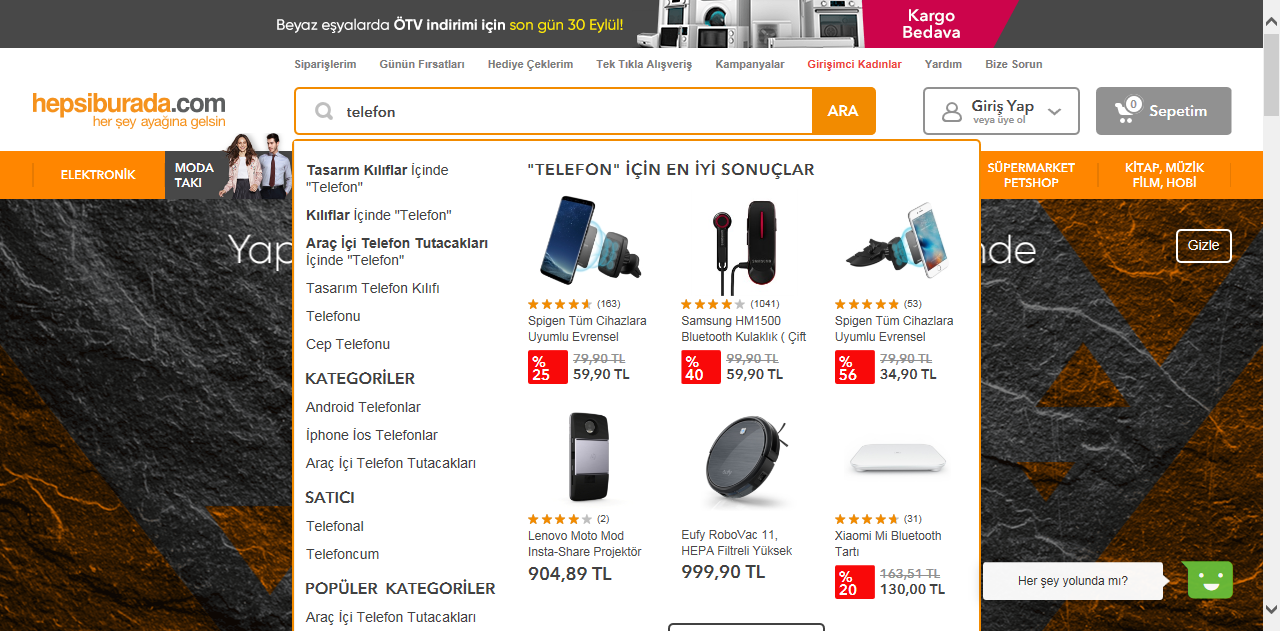 Beyaz eşyalarda ÖTV indirimi için son gün 30 Eylül!
Kargo
Bedava
Siparişlerim
Günün Fırsatları
Hediye Çeklerim
Tek Tıkla Alışveriş
Kampanyalar
Girişimci Kadınlar
Yardım
Bize Sorun
hepsiburada.com
her şey ayağına gelsin
telefon
ARA
Giriş Yap
veya üye ol
0
Sepetim
ELEKTRONİK
MODA
TAKI
SÜPERMARKET
PETSHOP
KİTAP, MÜZİK
FİLM, HOBİ
Yap
nde
Gizle
Tasarım Kılıflar İçinde
"Telefon"
Kılıflar İçinde "Telefon"
Araç İçi Telefon Tutacakları
İçinde "Telefon"
Tasarım Telefon Kılıfı
Telefonu
Cep Telefonu
KATEGORİLER
Android Telefonlar
İphone İos Telefonlar
Araç İçi Telefon Tutacakları
SATICI
Telefonal
Telefoncum
POPÜLER KATEGORİLER
Araç İçi Telefon Tutacakları
"TELEFON" İÇİN EN İYİ SONUÇLAR
(163)
Spigen Tüm Cihazlara
Uyumlu Evrensel
% 25
79,90 TL
59,90 TL
(1041)
Samsung HM1500
Bluetooth Kulaklık ( Çift
% 40
99,90 TL
59,90 TL
(53)
Spigen Tüm Cihazlara
Uyumlu Evrensel
% 56
79,90 TL
34,90 TL
(2)
Lenovo Moto Mod
Insta-Share Projektör
904,89 TL
Eufy RoboVac 11,
HEPA Filtreli Yüksek
999,90 TL
(31)
Xiaomi Mi Bluetooth
Tartı
% 20
163,51 TL
130,00 TL
Her şey yolunda mı?